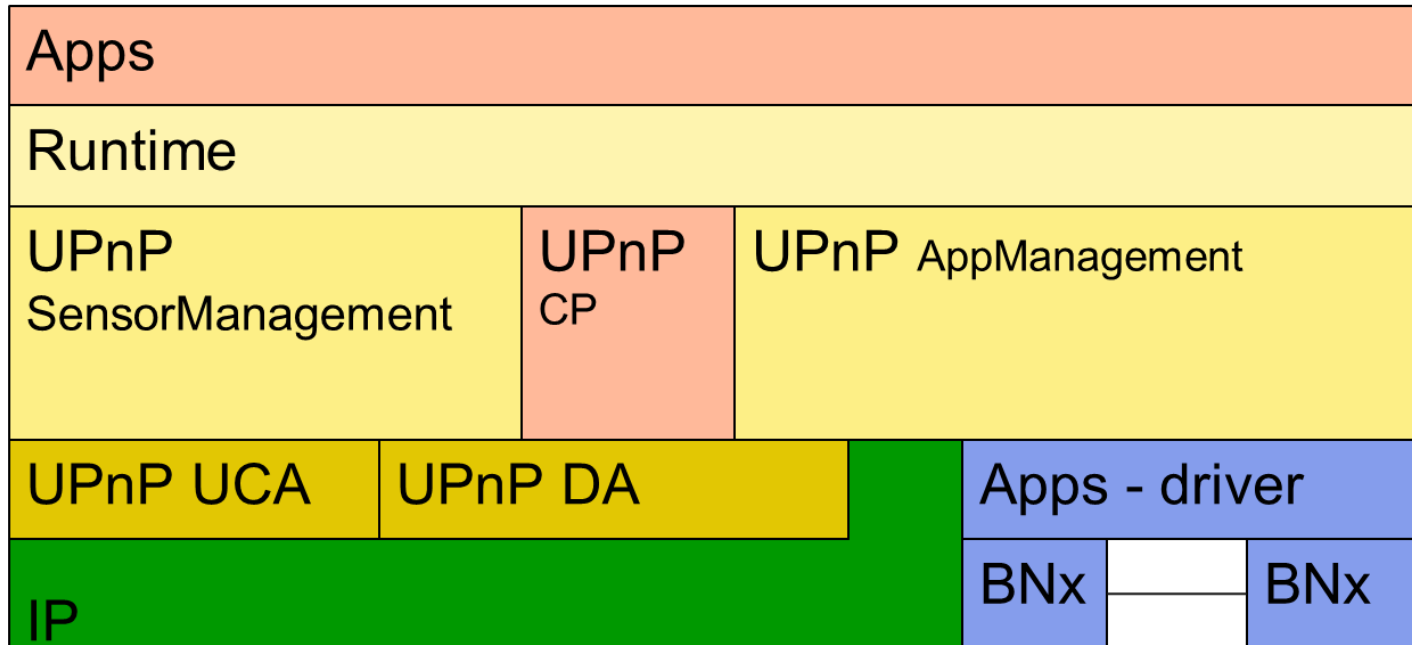 Apps
Runtime
UPnP
SensorManagement
UPnP
CP
UPnP AppManagement
UPnP UCA
UPnP DA
Apps - driver
IP
BNx
BNx